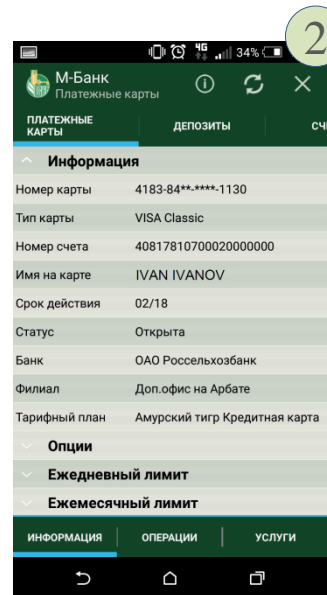 2
4G 34%
М-Банк
Платежные карты
ПЛАТЕЖНЫЕ КАРТЫ ДЕПОЗИТЫ СЧ
Информация
Номер карты 4183-84**-****-1130
Тип карты VISA Classic
Номер счета 40817810700020000000
Имя на карте IVAN IVANOV
Срок действия 02/18
Статус Открыта
Банк ОАО Россельхозбанк
Филиал Доп.офис на Арбате
Тарифный план Амурский тигр Кредитная карта
Опции
Ежедневный лимит
Ежемесячный лимит
ИНФОРМАЦИЯ ОПЕРАЦИИ УСЛУГИ